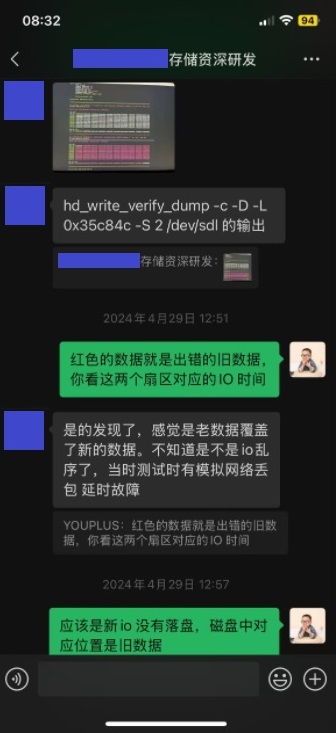 08:32
94
存储资深研发
hd_write_verify_dump -c -D -L
0x35c84c -S 2 /dev/sdl 的输出
存储资深研发：
2024年4月29日 12:51
红色的数据就是出错的旧数据，
你看这两个扇区对应的IO 时间
是的发现了，感觉是老数据覆盖
了新的数据。不知道是不是io乱
序了，当时测试时有模拟网络丢
包 延时故障
YOUPLUS：红色的数据就是出错的旧数
据，你看这两个扇区对应的IO 时间
2024年4月29日 12:57
应该是新io 没有落盘，磁盘中对
应位置是旧数据